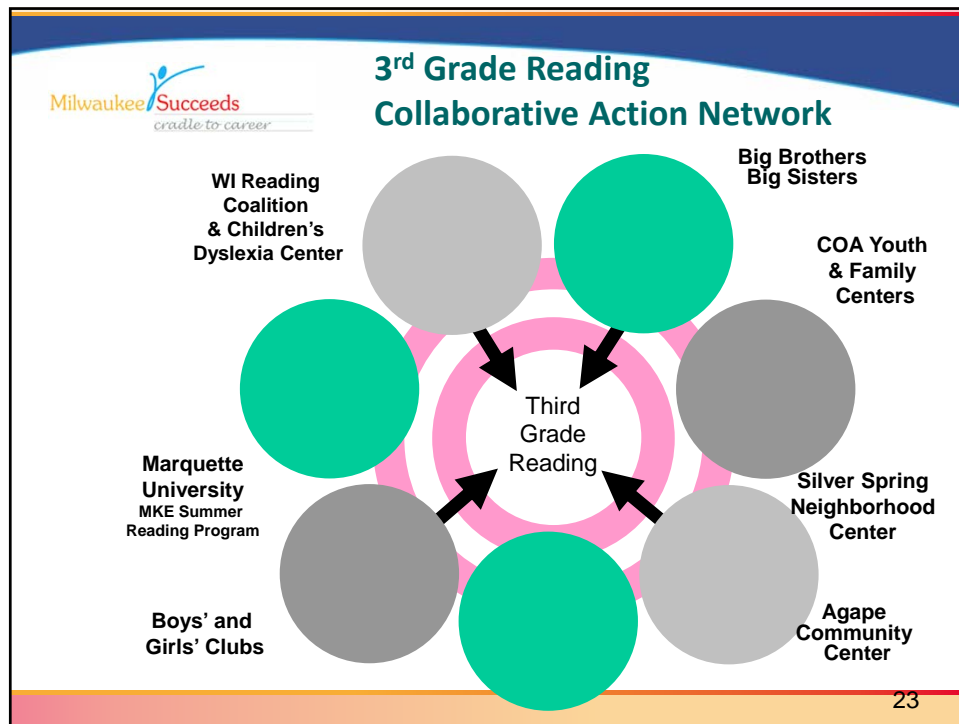 Milwaukee Succeeds
cradle to career
3rd Grade Reading
Collaborative Action Network
WI Reading
Coalition
& Children's
Dyslexia Center
Big Brothers
Big Sisters
COA Youth
& Family
Centers
Third
Grade
Reading
Marquette
University
MKE Summer
Reading Program
Silver Spring
Neighborhood
Center
Boys’ and
Girls’ Clubs
Agape
Community
Center
23